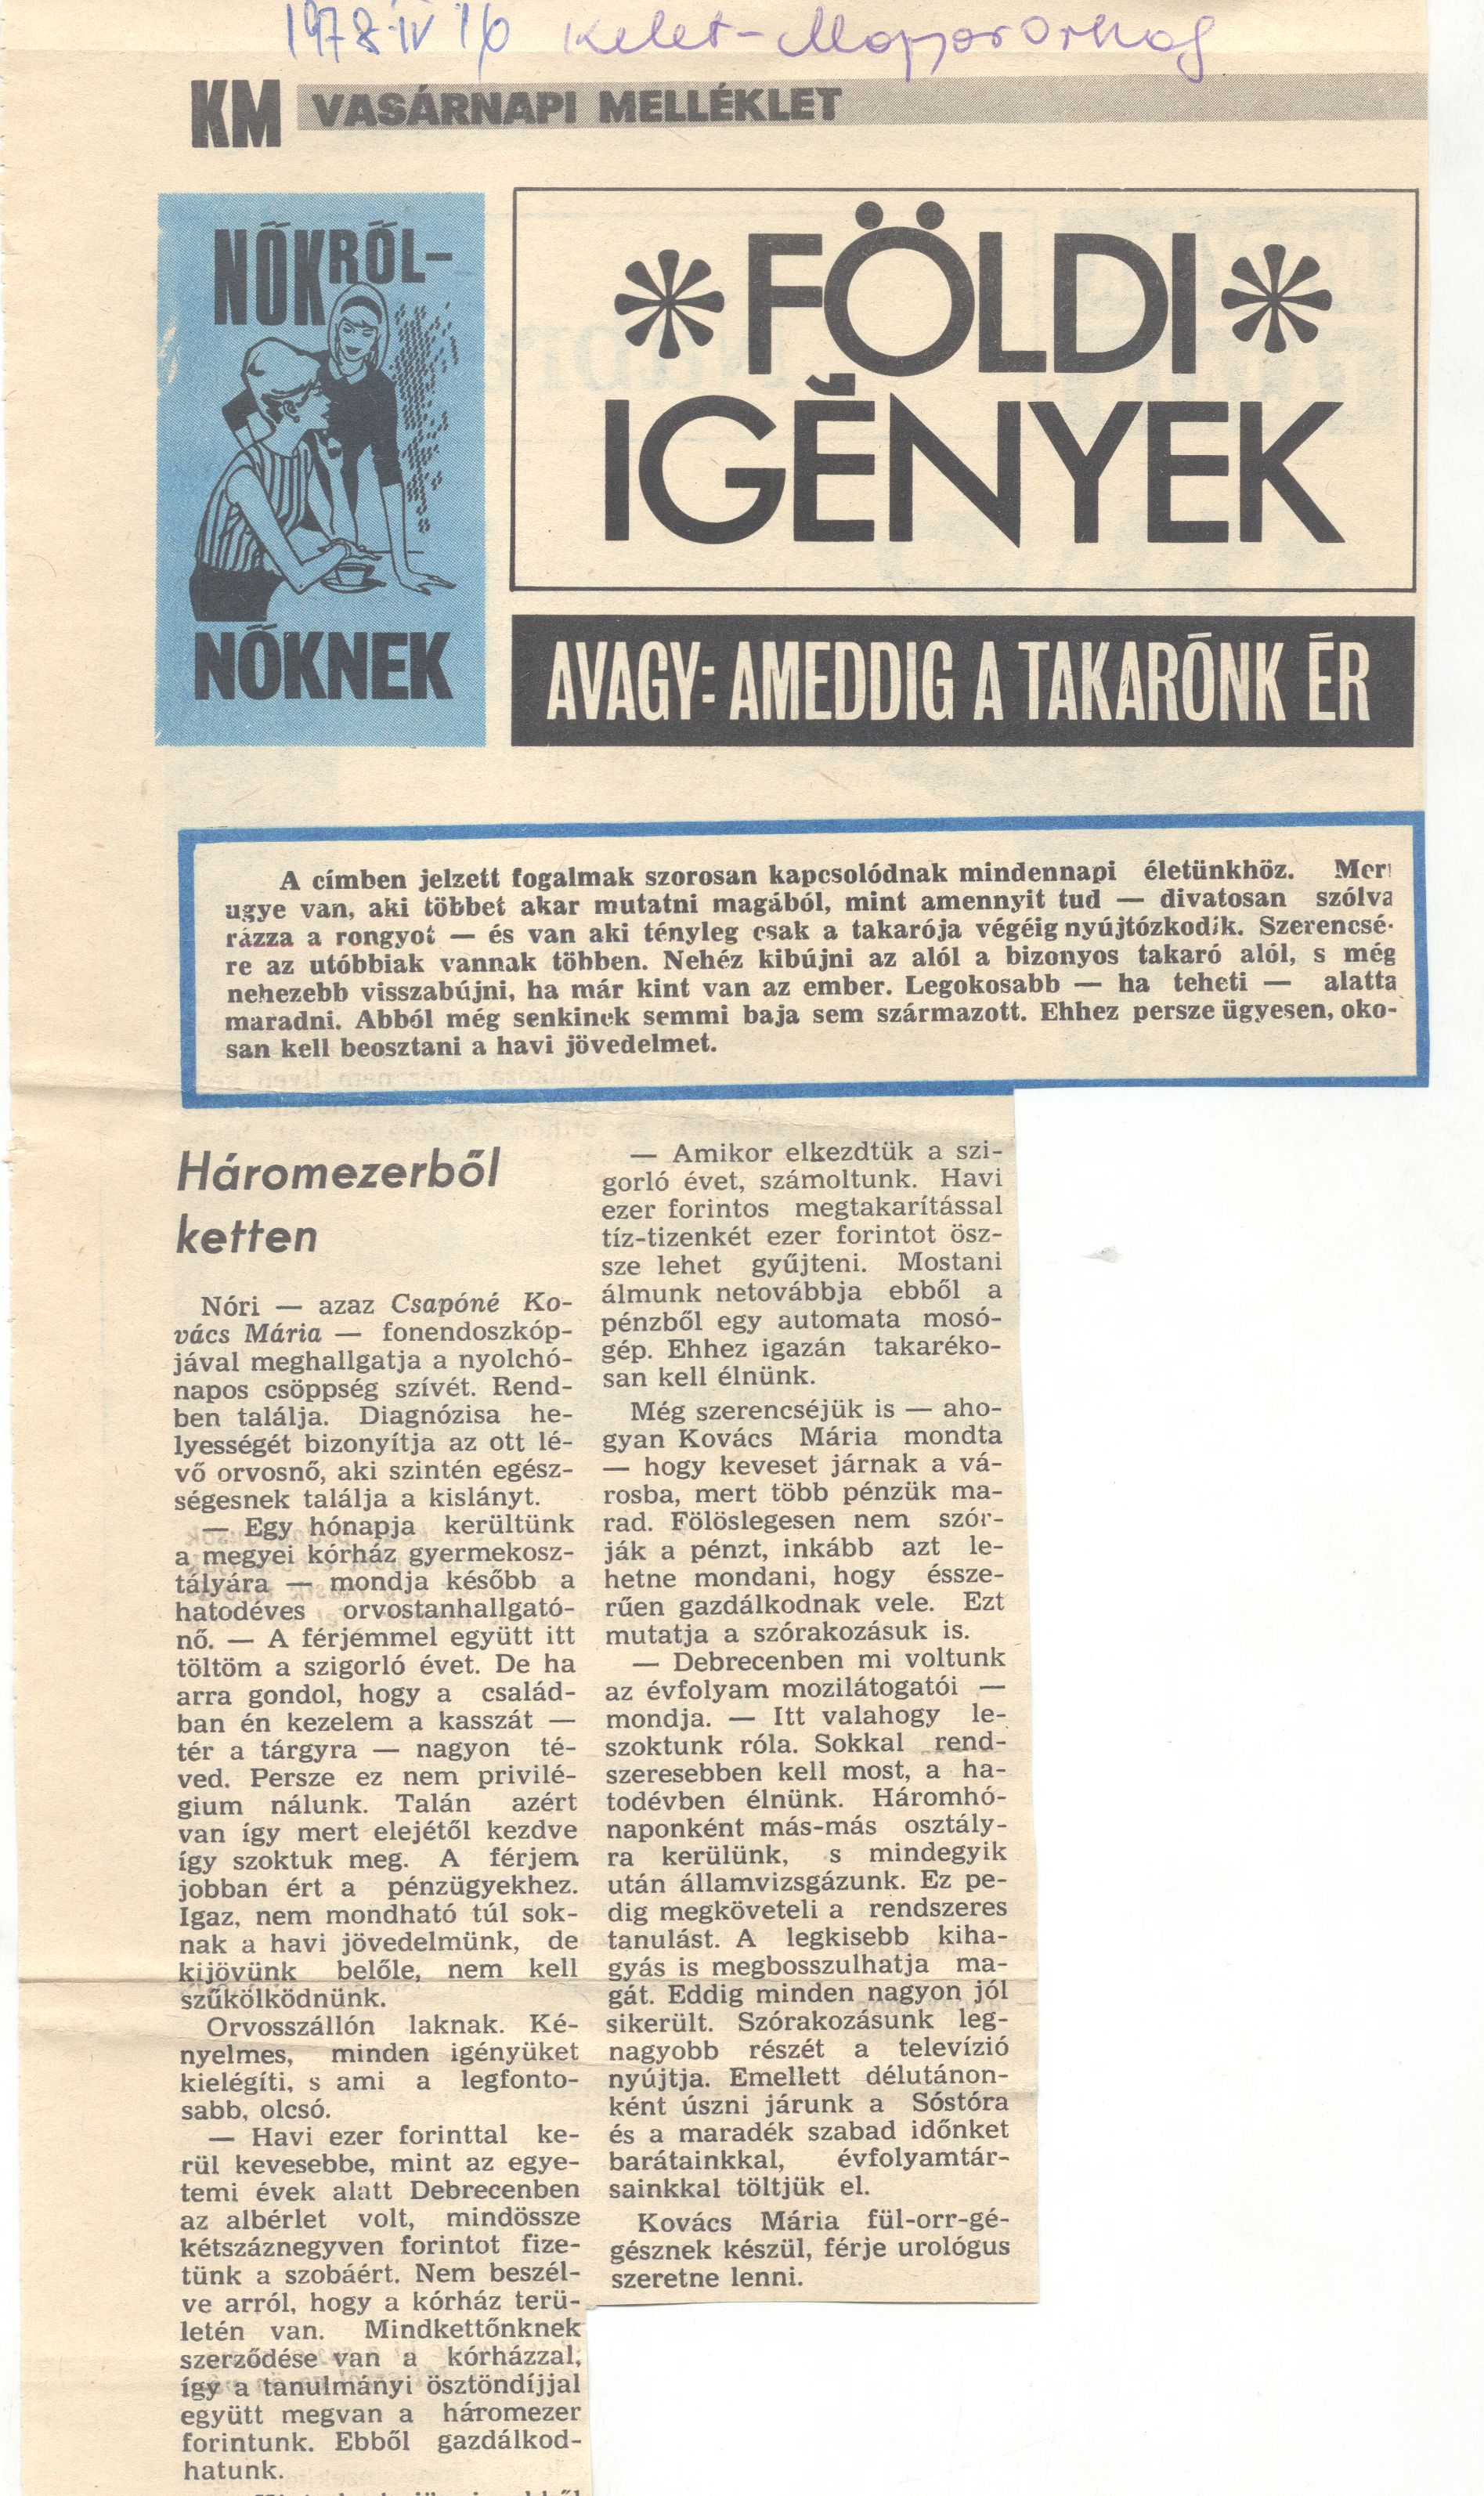 1978 IV 16 Kelet-Magyarország
KM VASÁRNAPI MELLÉKLET
NŐKRŐL-
NŐKNEK
FÖLDI
IGÉNYEK
AVAGY: AMEDDIG A TAKARÓNK ÉR
A címben jelzett fogalmak szorosan kapcsolódnak mindennapi életünkhöz. Mert
ugye van, aki többet akar mutatni magából, mint amennyit tud — divatosan szólva
rázza a rongyot — és van aki tényleg csak a takarója végéig nyújtózkodik. Szerencsé-
re az utóbbiak vannak többen. Nehéz kibújni az alól a bizonyos takaró alól, s még
nehezebb visszabújni, ha már kint van az ember. Legokosabb — ha teheti — alatta
maradni. Abból még senkinek semmi baja sem származott. Ehhez persze ügyesen, oko-
san kell beosztani a havi jövedelmet.
Háromezerből
ketten
Nóri — azaz Csapóné Ko-
vács Mária — fonendoszkóp-
jával meghallgatja a nyolchó-
napos csöppség szívét. Rend-
ben találja. Diagnózisa he-
lyességét bizonyítja az ott lé-
vő orvosnő, aki szintén egész-
ségesnek találja a kislányt.
— Egy hónapja kerültünk
a megyei kórház gyermekosz-
tályára — mondja később a
hatodéves orvostanhallgató-
nő. — A férjemmel együtt itt
töltöm a szigorló évet. De ha
arra gondol, hogy a család-
ban én kezelem a kasszát —
tér a tárgyra — nagyon té-
ved. Persze ez nem privilé-
gium nálunk. Talán azért
van így mert elejétől kezdve
így szoktuk meg. A férjem
jobban ért a pénzügyekhez.
Igaz, nem mondható túl sok-
nak a havi jövedelmünk, de
kijövünk belőle, nem kell
szűkölködnünk.
Orvosszállón laknak. Ké-
nyelmes, minden igényüket
kielégíti, s ami a legfonto-
sabb, olcsó.
— Havi ezer forinttal ke-
rül kevesebbe, mint az egye-
temi évek alatt Debrecenben
az albérlet volt, mindössze
kétszáznegyven forintot fize-
tünk a szobáért. Nem beszél-
ve arról, hogy a kórház terü-
letén van. Mindkettőnknek
szerződése van a kórházzal,
így a tanulmányi ösztöndíjjal
együtt megvan a háromezer
forintunk. Ebből gazdálkod-
hatunk.
— Amikor elkezdtük a szi-
gorló évet, számoltunk. Havi
ezer forintos megtakarítással
tíz-tizenkét ezer forintot ösz-
sze lehet gyűjteni. Mostani
álmunk netovábbja ebből a
pénzből egy automata mosó-
gép. Ehhez igazán takaréko-
san kell élnünk.
Még szerencséjük is — aho-
gyan Kovács Mária mondta
— hogy keveset járnak a vá-
rosba, mert több pénzük ma-
rad. Fölöslegesen nem szór-
ják a pénzt, inkább azt le-
hetne mondani, hogy éssze-
rűen gazdálkodnak vele. Ezt
mutatja a szórakozásuk is.
— Debrecenben mi voltunk
az évfolyam mozilátogatói —
mondja. — Itt valahogy le-
szoktunk róla. Sokkal rend-
szeresebben kell most, a ha-
todévben élnünk. Háromhó-
naponként más-más osztály-
ra kerülünk, s mindegyik
után államvizsgázunk. Ez pe-
dig megköveteli a rendszeres
tanulást. A legkisebb kiha-
gyás is megbosszulhatja ma-
gát. Eddig minden nagyon jól
sikerült. Szórakozásunk leg-
nagyobb részét a televízió
nyújtja. Emellett délutánon-
ként úszni járunk a Sóstóra
és a maradék szabad időnket
barátainkkal, évfolyamtár-
sainkkal töltjük el.
Kovács Mária fül-orr-gé-
gésznek készül, férje urológus
szeretne lenni.